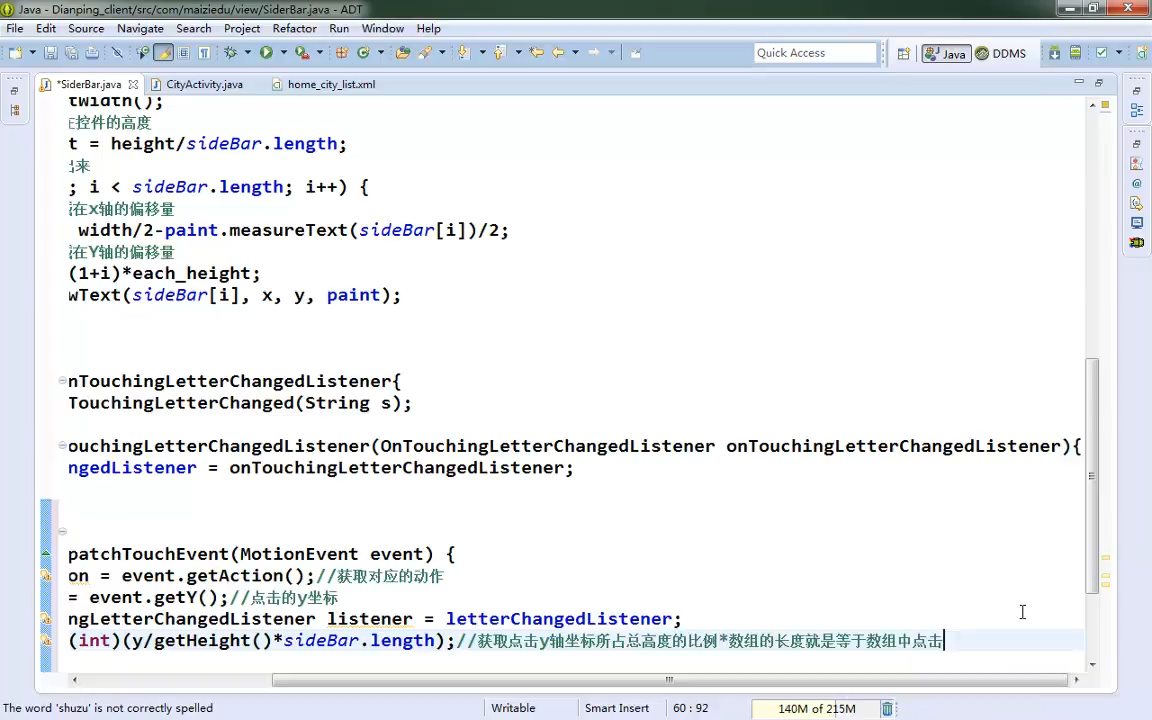 Java - Dianping_client/src/com/maiziedu/view/SiderBar.java - ADT
File Edit Source Navigate Search Project Refactor Run Window Help
Quick Access Java DDMS
*SiderBar.java CityActivity.java home_city_list.xml
twidth();
控件的高度
t = height/sideBar.length;
来
; i < sideBar.length; i++) {
在x轴的偏移量
width/2-paint.measureText(sideBar[i])/2;
在Y轴的偏移量
(1+i)*each_height;
wText(sideBar[i], x, y, paint);
nTouchingLetterChangedListener{
TouchingLetterChanged(String s);
ouchingLetterChangedListener(OnTouchingLetterChangedListener onTouchingLetterChangedListener){
ngedListener = onTouchingLetterChangedListener;
patchTouchEvent(MotionEvent event) {
on = event.getAction();//获取对应的动作
= event.getY();//点击的y坐标
ngLetterChangedListener listener = letterChangedListener;
(int)(y/getHeight()*sideBar.length);//获取点击y轴坐标所占总高度的比例*数组的长度就是等于数组中点击
The word 'shuzu' is not correctly spelled Writable Smart Insert 60 : 92 140M of 215M